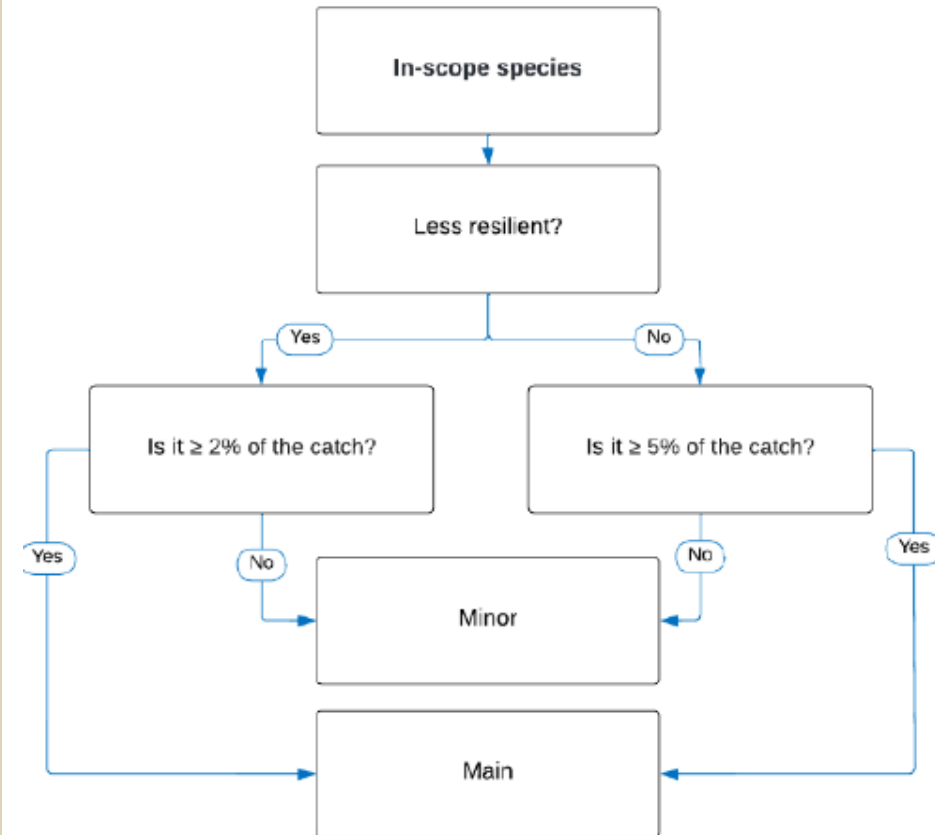 In-scope species
Less resilient?
Yes
No
Is it ≥ 2% of the catch?
Is it ≥ 5% of the catch?
Yes
No
No
Yes
Minor
Main